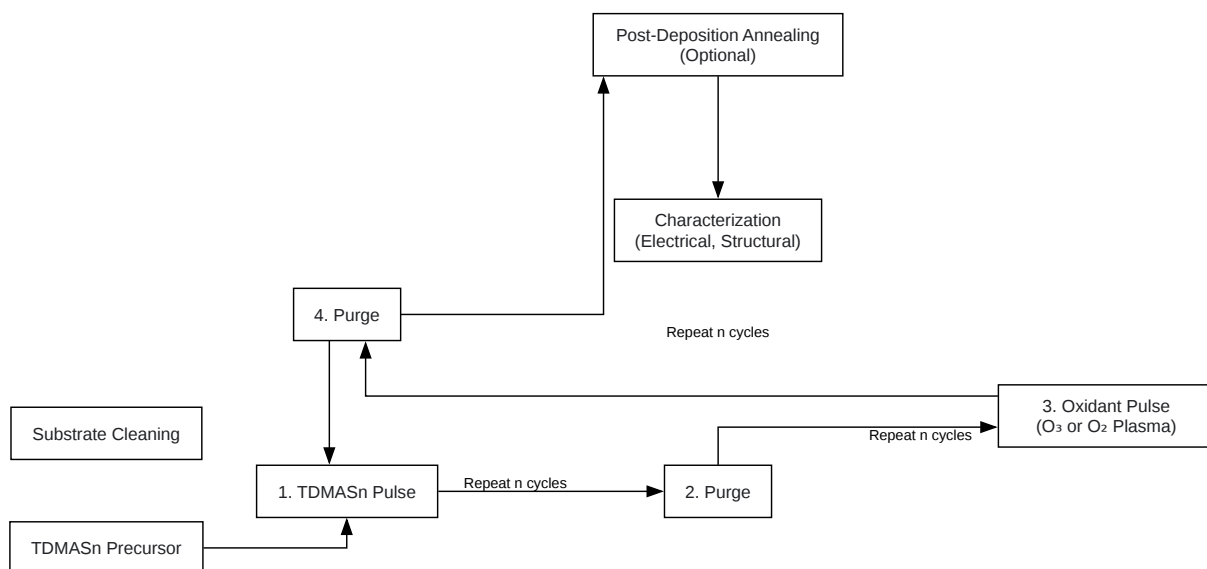 Post-Deposition Annealing
(Optional)
Characterization
(Electrical, Structural)
4. Purge
Repeat n cycles
3. Oxidant Pulse
(O₃ or O₂ Plasma)
Substrate Cleaning
Repeat n cycles
1. TDMASn Pulse
Repeat n cycles
2. Purge
TDMASn Precursor